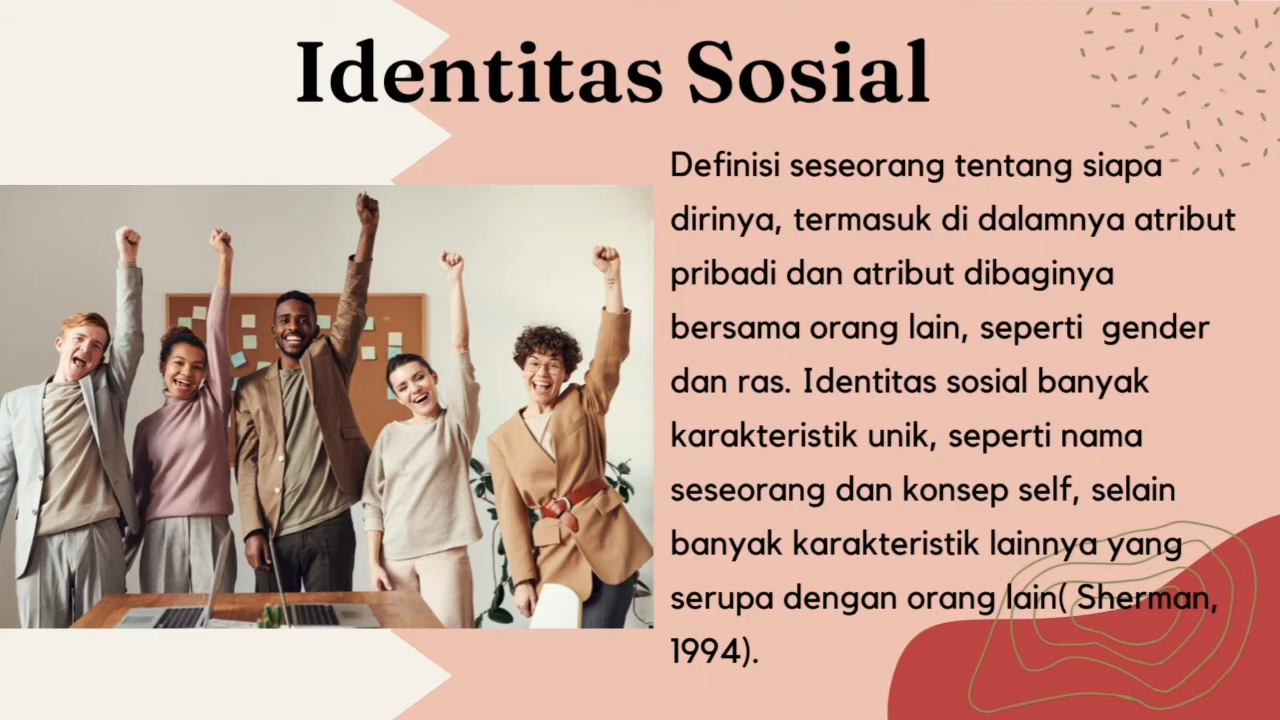 Identitas Sosial
Definisi seseorang tentang siapa
dirinya, termasuk di dalamnya atribut
pribadi dan atribut dibaginya
bersama orang lain, seperti  gender
dan ras. Identitas sosial banyak
karakteristik unik, seperti nama
seseorang dan konsep self, selain
banyak karakteristik lainnya yang
serupa dengan orang lain( Sherman,
1994).